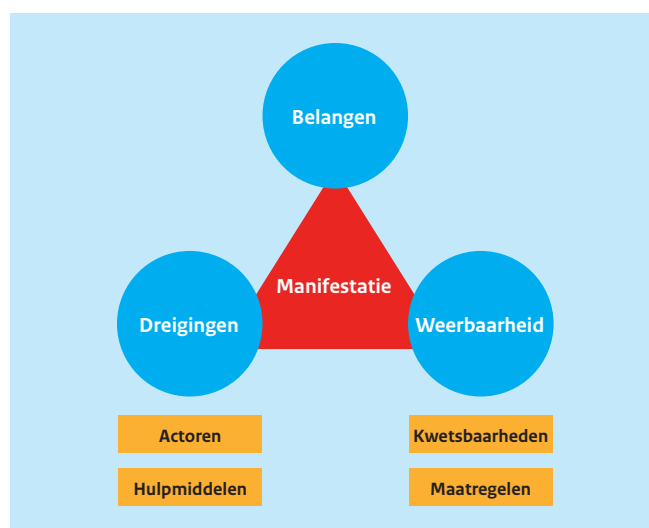 Belangen
Manifestatie
Dreigingen
Weerbaarheid
Actoren
Kwetsbaarheden
Hulpmiddelen
Maatregelen